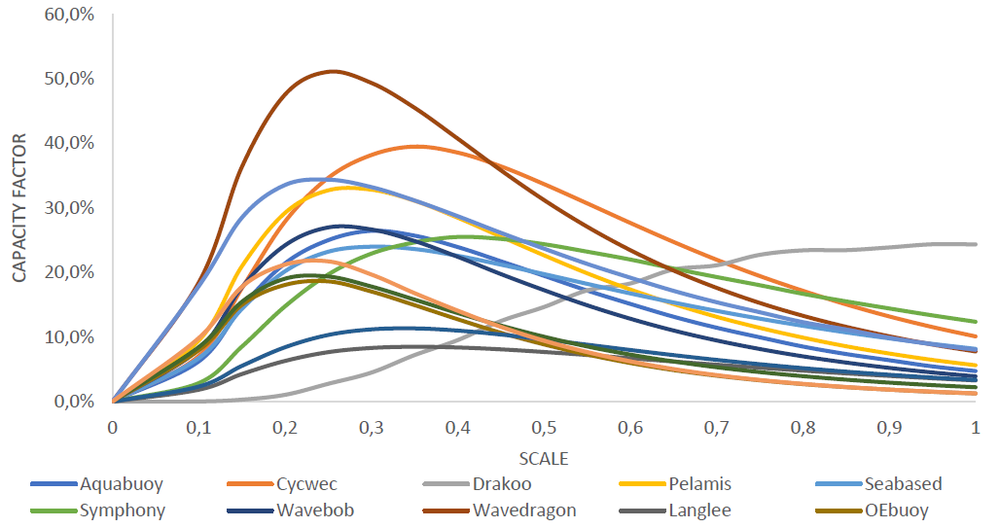 60,0%
50,0%
40,0%
30,0%
20,0%
10,0%
0,0%
CAPACITY FACTOR
0 0,1 0,2 0,3 0,4 0,5 0,6 0,7 0,8 0,9 1
SCALE
Aquabuoy Cycwec Drakoo Pelamis Seabased
Symphony Wavebob Wavedragon Langlee OEbuoy